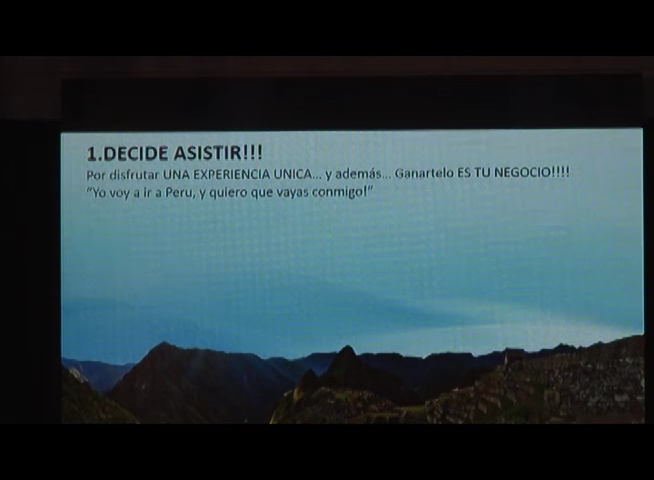 1.DECIDE ASISTIR!!!
Por disfrutar UNA EXPERIENCIA UNICA... y además... Ganartelo ES TU NEGOCIO!!!!
“Yo voy a ir a Peru, y quiero que vayas conmigo!”